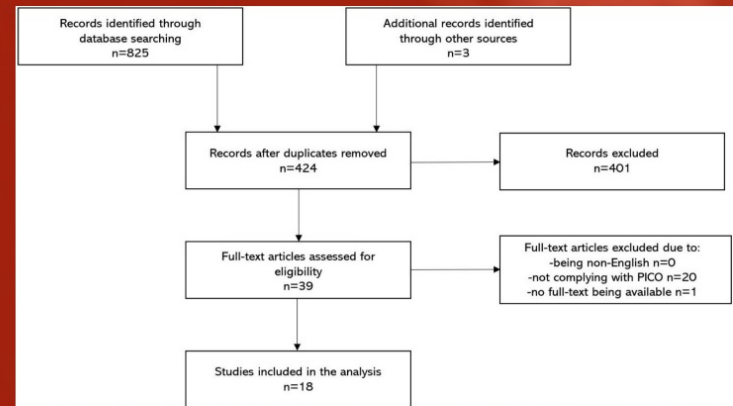 Records identified through
database searching
n=825
Additional records identified
through other sources
n=3
Records after duplicates removed
n=424
Records excluded
n=401
Full-text articles assessed for
eligibility
n=39
Full-text articles excluded due to:
-being non-English n=0
-not complying with PICO n=20
-no full-text being available n=1
Studies included in the analysis
n=18